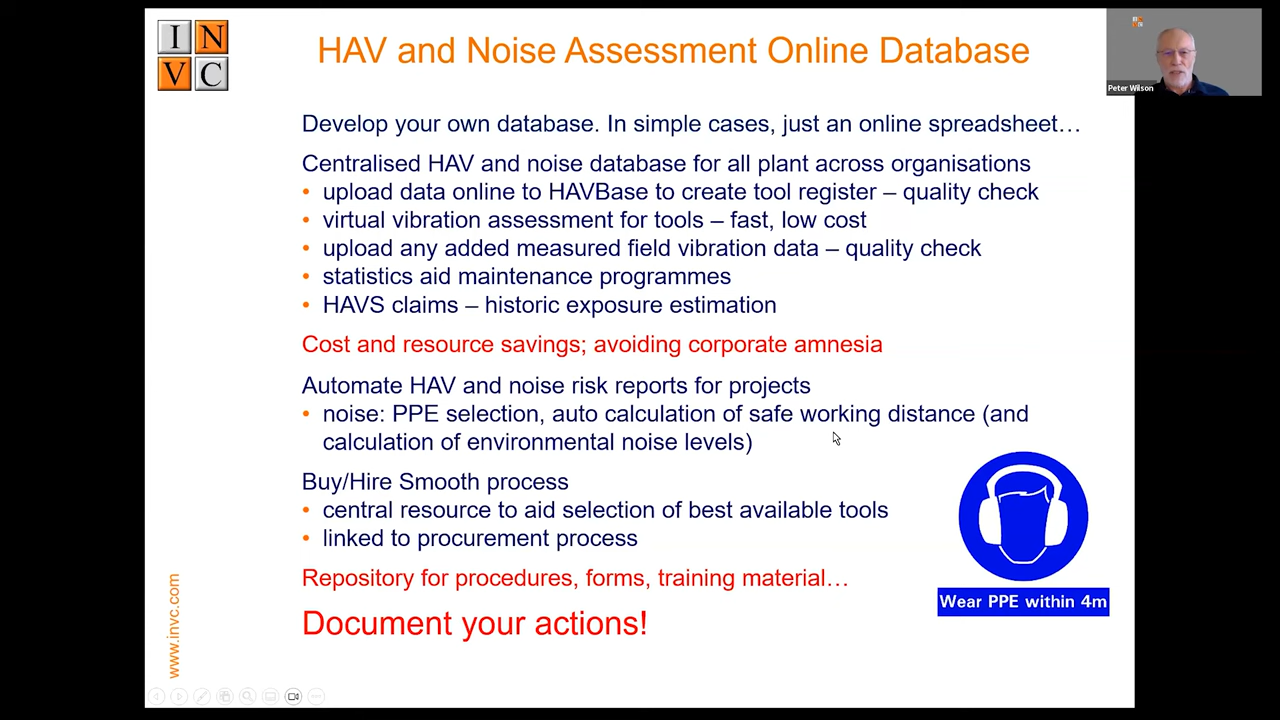 I N
V C
HAV and Noise Assessment Online Database
Peter Wilson
Develop your own database. In simple cases, just an online spreadsheet…
Centralised HAV and noise database for all plant across organisations
• upload data online to HAVBase to create tool register – quality check
• virtual vibration assessment for tools – fast, low cost
• upload any added measured field vibration data – quality check
• statistics aid maintenance programmes
• HAVS claims – historic exposure estimation
Cost and resource savings; avoiding corporate amnesia
Automate HAV and noise risk reports for projects
• noise: PPE selection, auto calculation of safe working distance (and
calculation of environmental noise levels)
Buy/Hire Smooth process
• central resource to aid selection of best available tools
• linked to procurement process
Repository for procedures, forms, training material…
Document your actions!
Wear PPE within 4m
www.invc.com